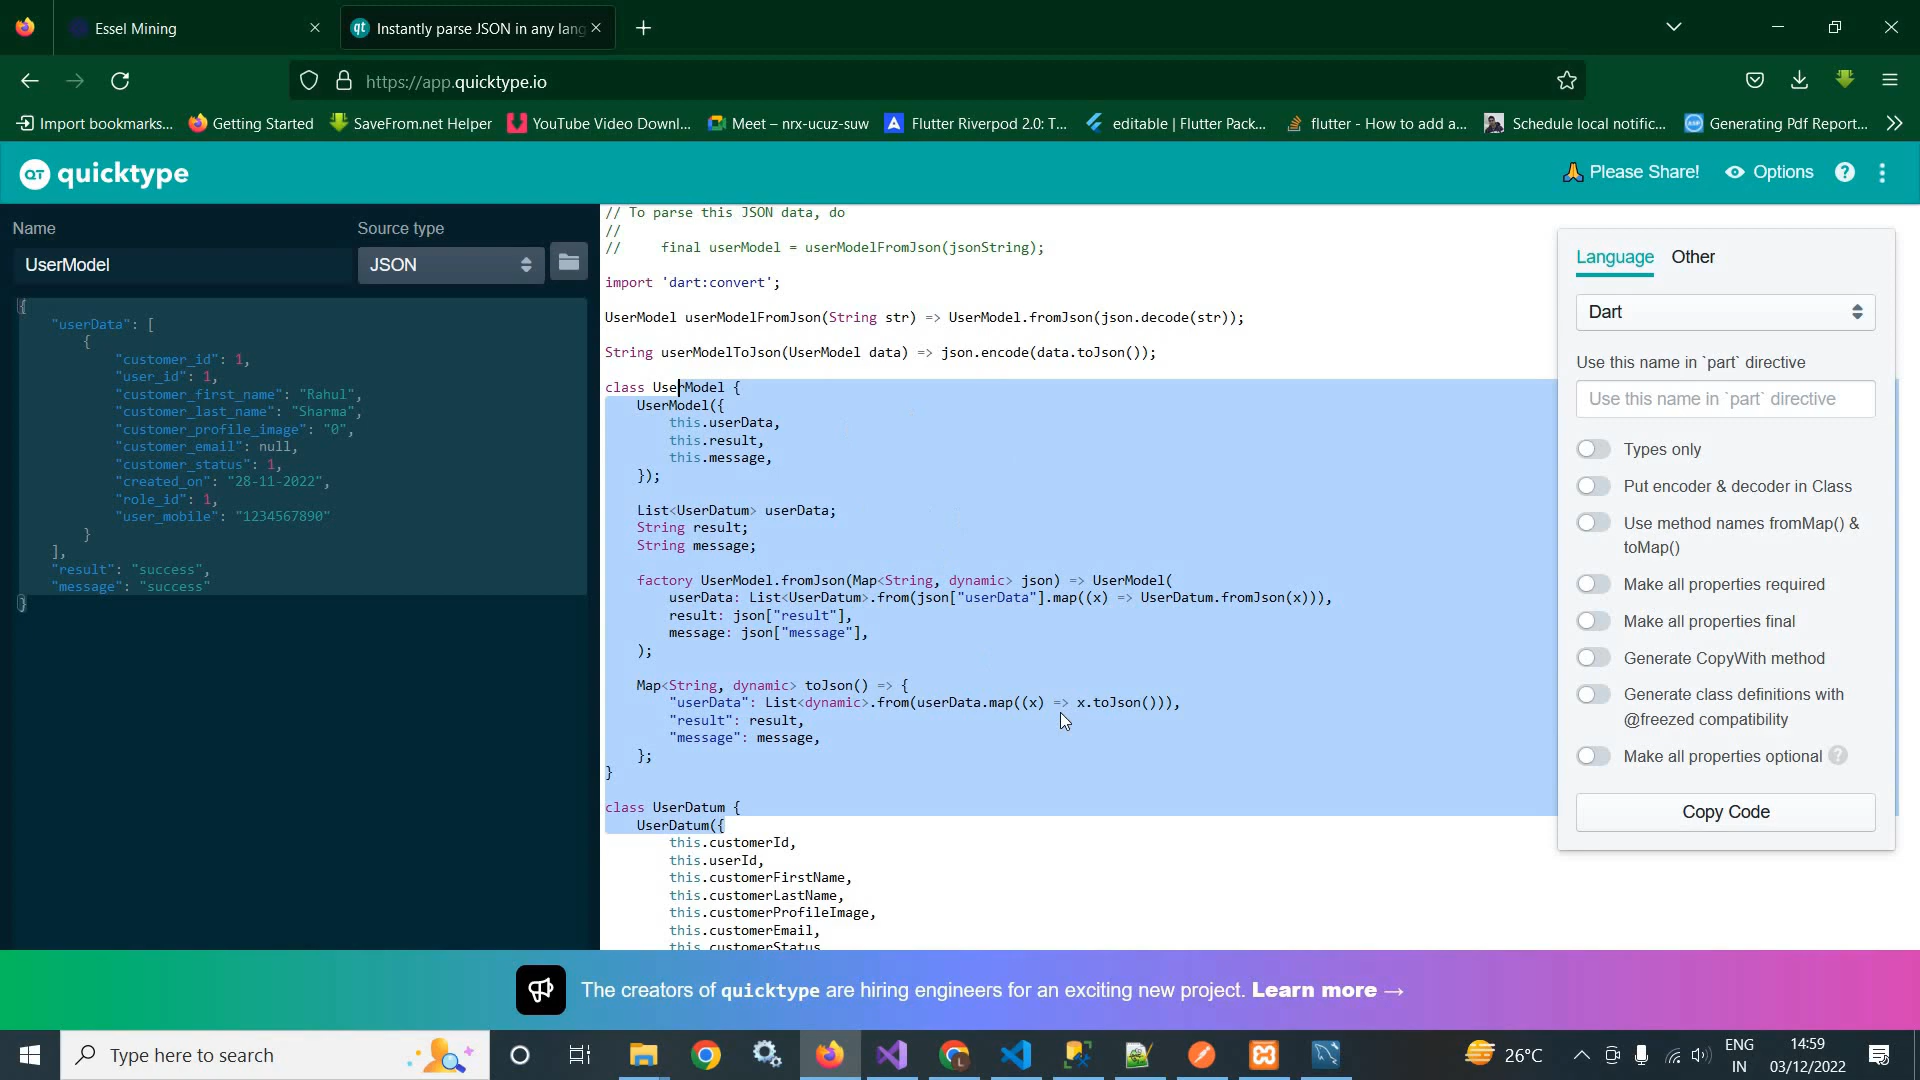 Essel Mining
qt Instantly parse JSON in any lang
https://app.quicktype.io
Import bookmarks...
Getting Started
SaveFrom.net Helper
YouTube Video Downl...
Meet – nrx-ucuz-suw
Flutter Riverpod 2.0: T...
editable | Flutter Pack...
flutter - How to add a...
Schedule local notific...
Generating Pdf Report...
QT quicktype
Please Share!
Options
?
Name
Source type
UserModel
JSON
{
"userData": [
{
"customer_id": 1,
"user_id": 1,
"customer_first_name": "Rahul",
"customer_last_name": "Sharma",
"customer_profile_image": "0",
"customer_email": null,
"customer_status": 1,
"created_on": "28-11-2022",
"role_id": 1,
"user_mobile": "1234567890"
}
],
"result": "success",
"message": "success"
}
// To parse this JSON data, do
//
// final userModel = userModelFromJson(jsonString);
import 'dart:convert';
UserModel userModelFromJson(String str) => UserModel.fromJson(json.decode(str));
String userModelToJson(UserModel data) => json.encode(data.toJson());
class UserModel {
UserModel({
this.userData,
this.result,
this.message,
});
List<UserDatum> userData;
String result;
String message;
factory UserModel.fromJson(Map<String, dynamic> json) => UserModel(
userData: List<UserDatum>.from(json["userData"].map((x) => UserDatum.fromJson(x))),
result: json["result"],
message: json["message"],
);
Map<String, dynamic> toJson() => {
"userData": List<dynamic>.from(userData.map((x) => x.toJson())),
"result": result,
"message": message,
};
}
class UserDatum {
UserDatum({
this.customerId,
this.userId,
this.customerFirstName,
this.customerLastName,
this.customerProfileImage,
this.customerEmail,
this.customerStatus
Language
Other
Dart
Use this name in `part` directive
Use this name in `part` directive
Types only
Put encoder & decoder in Class
Use method names fromMap() &
toMap()
Make all properties required
Make all properties final
Generate CopyWith method
Generate class definitions with
@freezed compatibility
Make all properties optional ?
Copy Code
The creators of quicktype are hiring engineers for an exciting new project. Learn more →
Type here to search
26°C
ENG
IN
14:59
03/12/2022